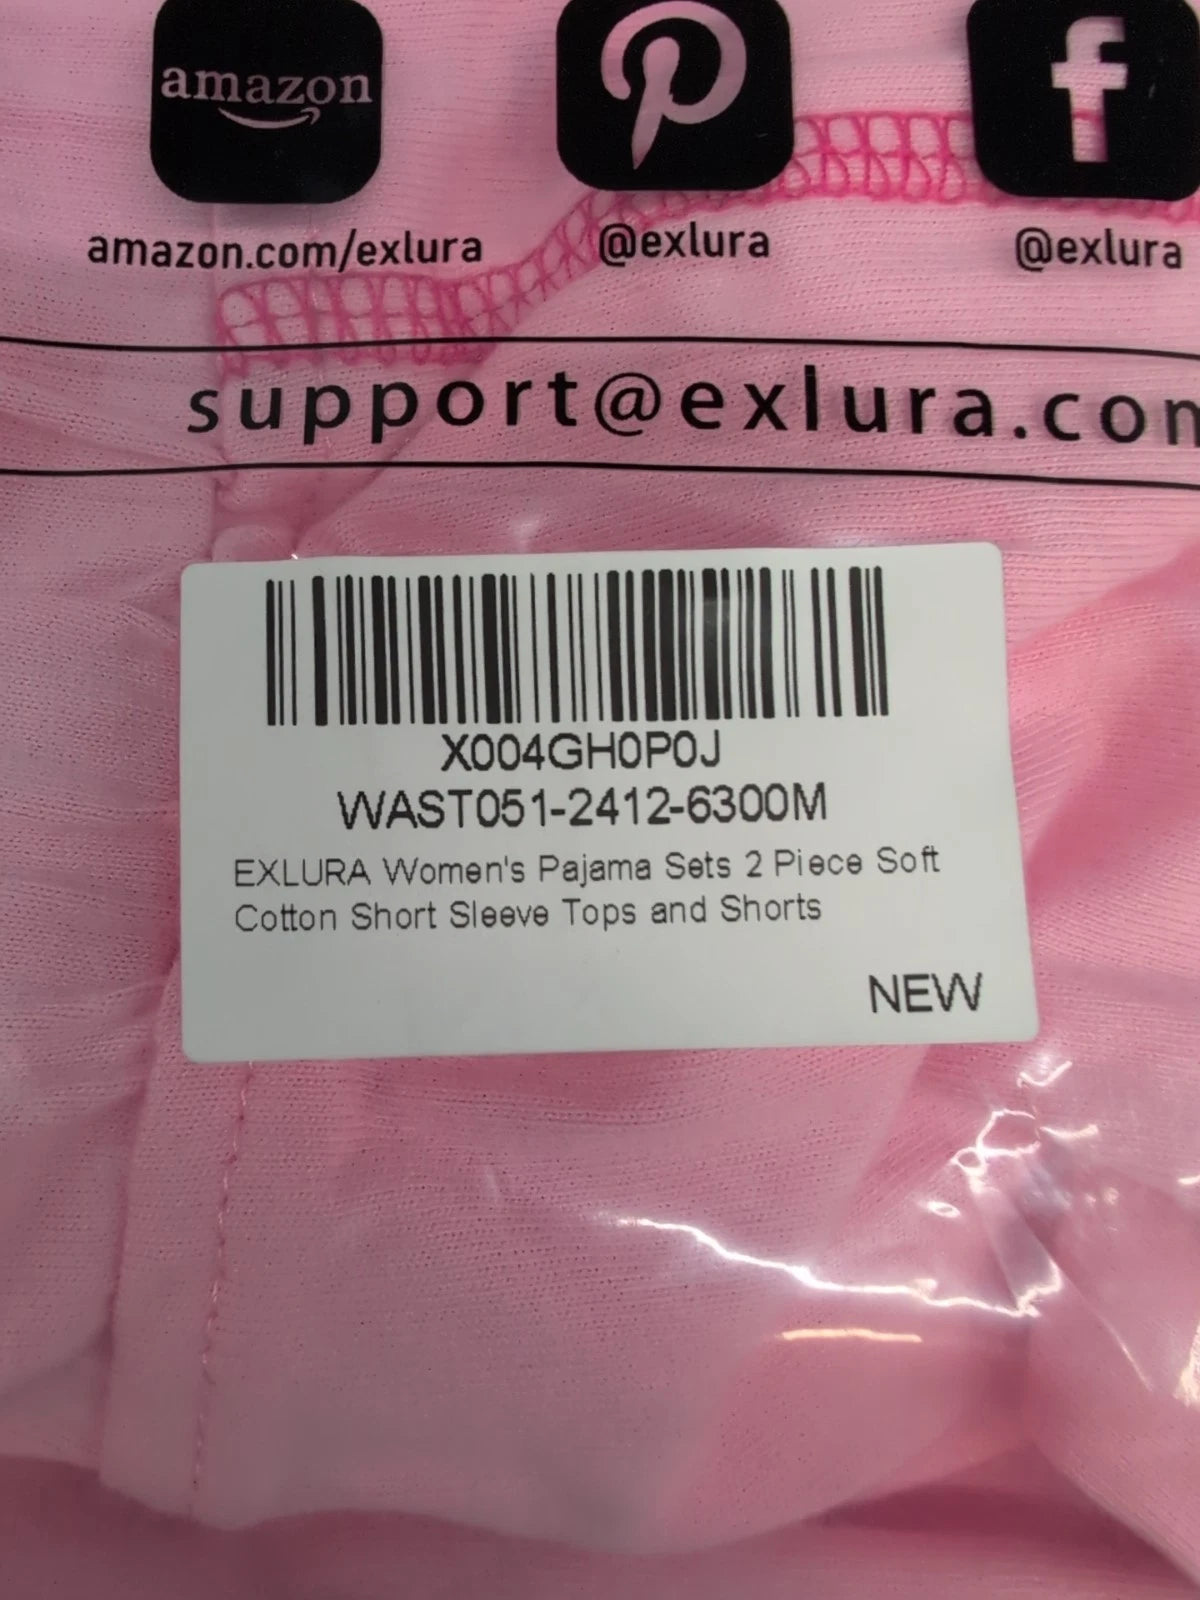 amazon
amazon.com/exlura
@exlura
@exlura
support@exlura.com
X004GH0P0J
WAST051-2412-6300M
EXLURA Women's Pajama Sets 2 Piece Soft
Cotton Short Sleeve Tops and Shorts
NEW